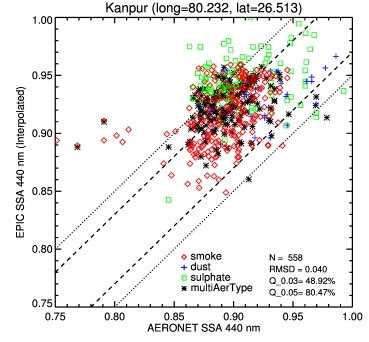 Kanpur (long=80.232, lat=26.513)
1.00
0.95
0.90
0.85
0.80
0.75
EPIC SSA 440 nm (Interpolated)
smoke
dust
sulphate
multiAerType
N = 558
RMSD = 0.040
Q_0.03= 48.92%
Q_0.05= 80.47%
0.75 0.80 0.85 0.90 0.95 1.00
AERONET SSA 440 nm